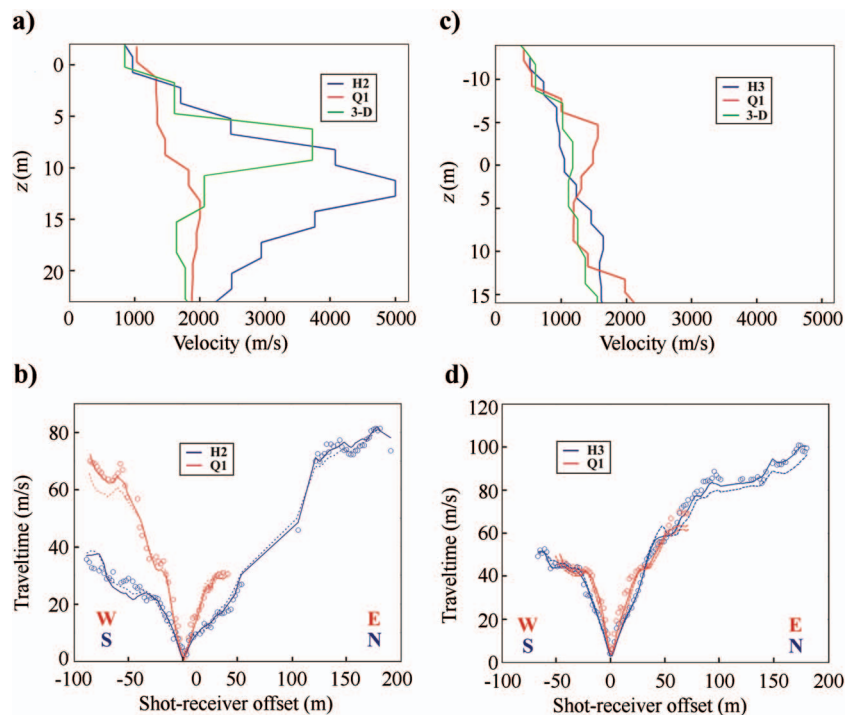 a)
0
5
10
15
20
z(m)
H2
Q1
3-D
0
1000
2000
3000
4000
5000
Velocity (m/s)
c)
-10
-5
0
5
10
15
z(m)
H3
Q1
3-D
0
1000
2000
3000
4000
5000
Velocity (m/s)
b)
80
60
40
20
0
Traveltime (m/s)
H2
Q1
W
S
E
N
-100
-50
0
50
100
150
200
Shot-receiver offset (m)
d)
120
100
80
60
40
20
0
Traveltime (m/s)
H3
Q1
W
S
E
N
-100
-50
0
50
100
150
200
Shot-receiver offset (m)